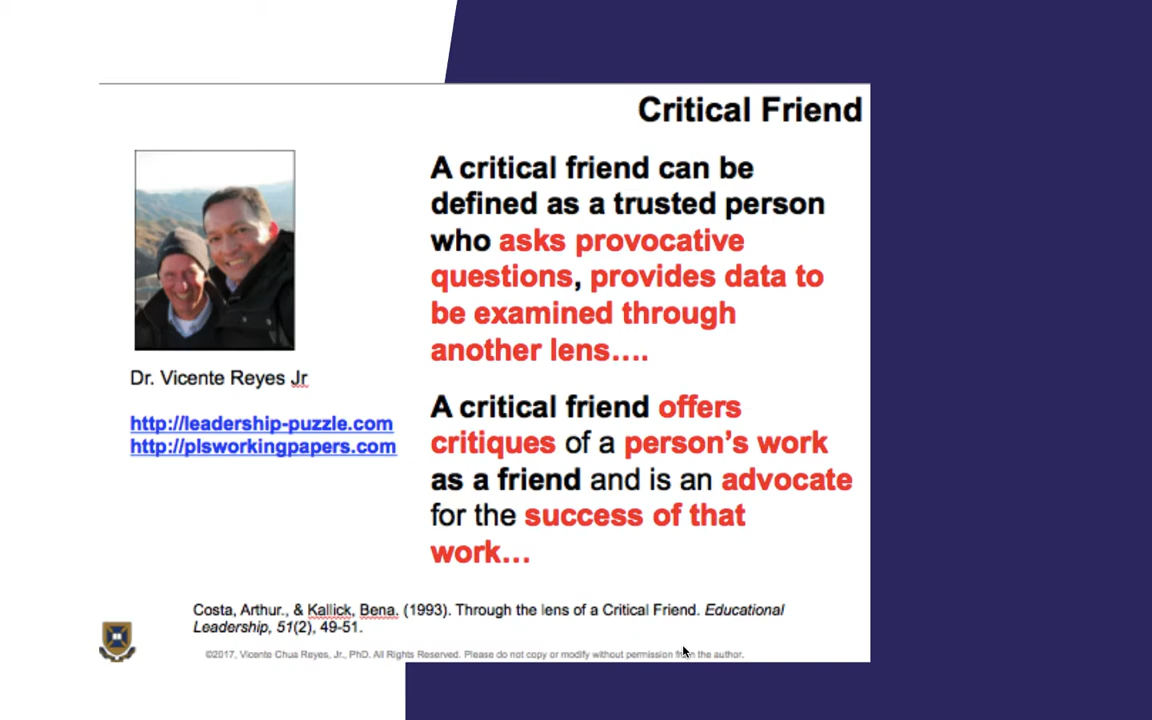 Critical Friend
A critical friend can be
defined as a trusted person
who asks provocative
questions, provides data to
be examined through
another lens….
Dr. Vicente Reyes Jr
http://leadership-puzzle.com
http://plsworkingpapers.com
A critical friend offers
critiques of a person’s work
as a friend and is an advocate
for the success of that
work…
Costa, Arthur., & Kallick, Bena. (1993). Through the lens of a Critical Friend. Educational
Leadership, 51(2), 49-51.
©2017, Vicente Chua Reyes, Jr., PhD. All Rights Reserved. Please do not copy or modify without permission from the author.